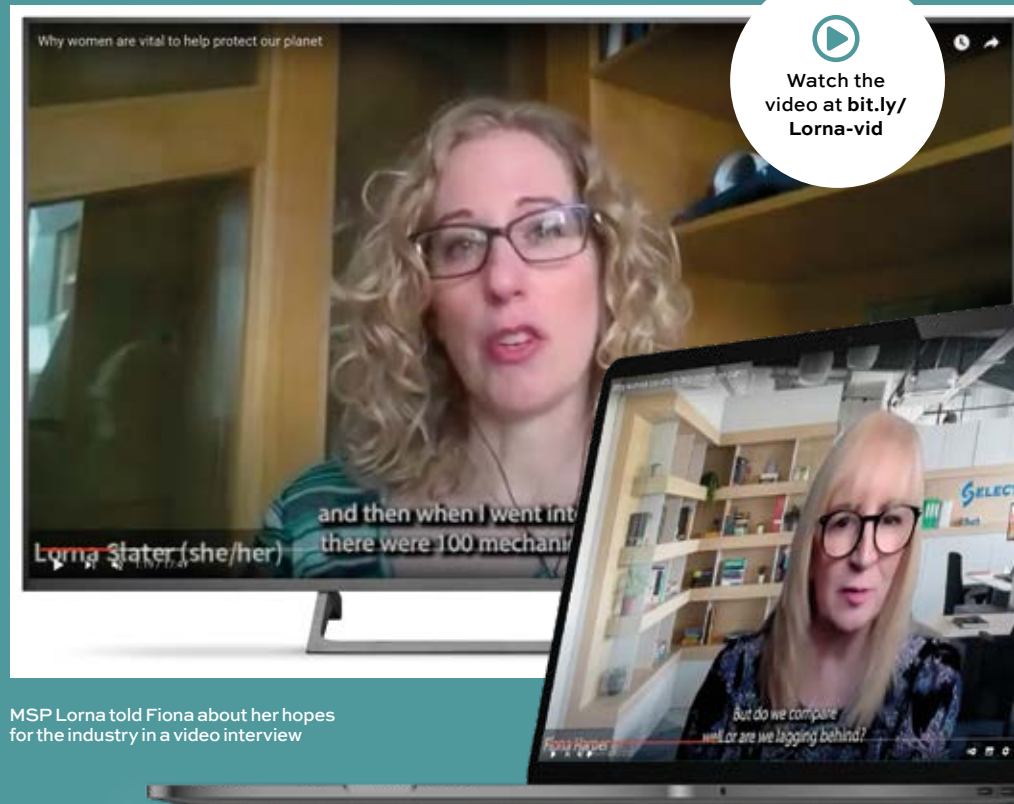 Why women are vital to help protect our planet
Watch the
video at bit.ly/
Lorna-vid
and then when I went int
there were 100 mechani
Lorna Slater (she/her)
SELECT
But do we compare
well or are we lagging behind?
Fiona Harper
MSP Lorna told Fiona about her hopes
for the industry in a video interview